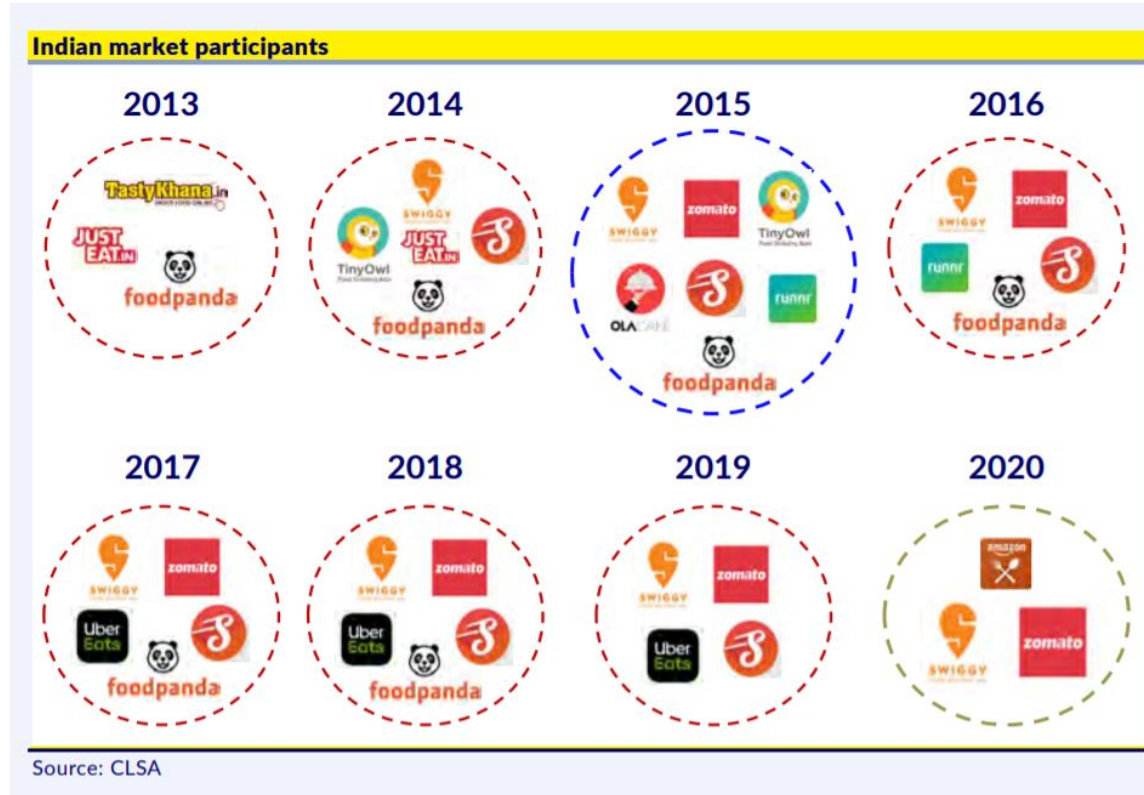 Indian market participants
2013
2014
2015
2016
TastyKhana.in
JUST
EAT.IN
foodpanda
SWIGGY
TinyOwl
JUST
EAT.IN
S
foodpanda
SWIGGY
zomato
TinyOwl
OLACAFE
S
runnr
foodpanda
SWIGGY
zomato
runnr
S
foodpanda
2017
2018
2019
2020
SWIGGY
zomato
Uber
Eats
S
foodpanda
SWIGGY
zomato
Uber
Eats
S
foodpanda
SWIGGY
zomato
Uber
Eats
S
amazon
SWIGGY
zomato
Source: CLSA